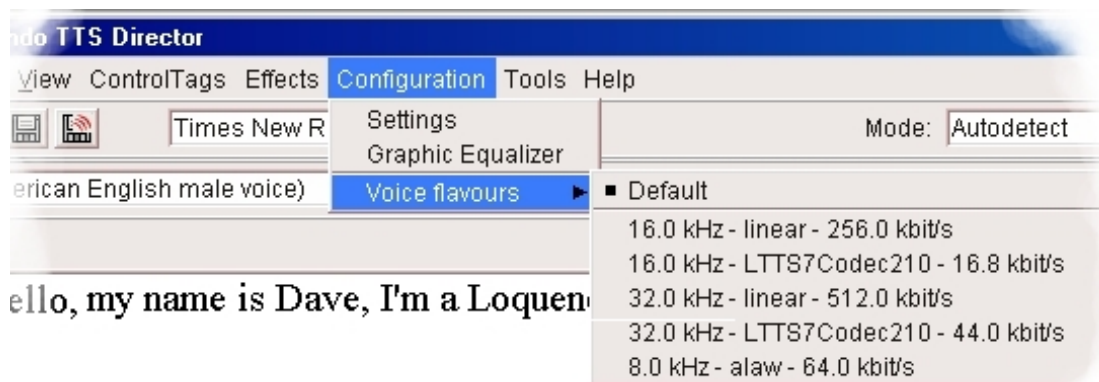 ndo TTS Director
View ControlTags Effects Configuration Tools Help
Times New R
Mode: Autodetect
Settings
Graphic Equalizer
Voice flavours
erican English male voice)
Default
16.0 kHz - linear - 256.0 kbit/s
16.0 kHz - LTTS7Codec210 - 16.8 kbit/s
32.0 kHz - linear - 512.0 kbit/s
32.0 kHz - LTTS7Codec210 - 44.0 kbit/s
8.0 kHz - alaw - 64.0 kbit/s
ello, my name is Dave, I'm a Loquen